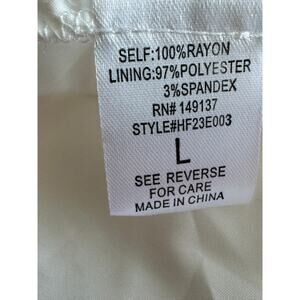 SELF:100%RAYON
LINING:97%POLYESTER
3%SPANDEX
RN# 149137
STYLE#HF23E003
L
SEE REVERSE
FOR CARE
MADE IN CHINA